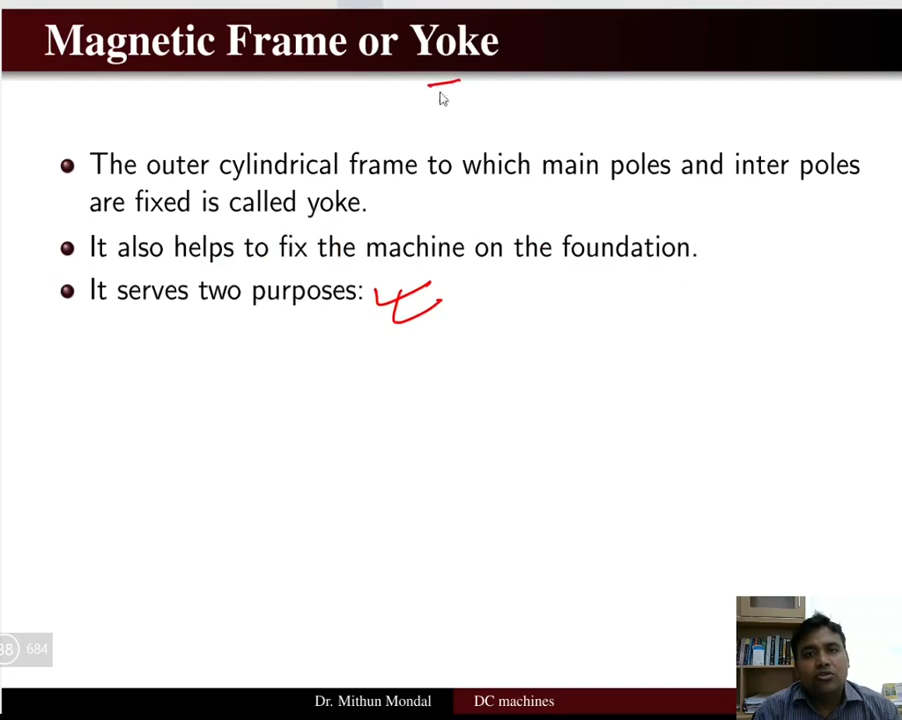 Magnetic Frame or Yoke
The outer cylindrical frame to which main poles and inter poles
are fixed is called yoke.
It also helps to fix the machine on the foundation.
It serves two purposes:
38 684
Dr. Mithun Mondal DC machines